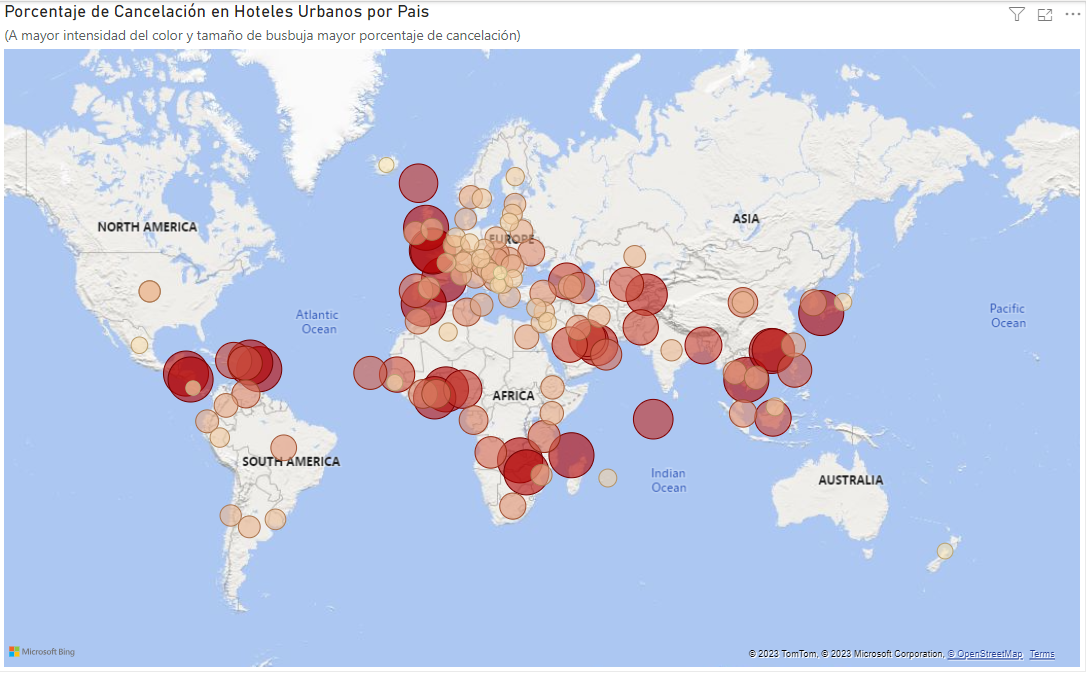 Porcentaje de Cancelación en Hoteles Urbanos por Pais
(A mayor intensidad del color y tamaño de busbuja mayor porcentaje de cancelación)
NORTH AMERICA
EUROPE
ASIA
Atlantic
Ocean
Pacific
Ocean
AFRICA
SOUTH AMERICA
Indian
Ocean
AUSTRALIA
Microsoft Bing
© 2023 TomTom, © 2023 Microsoft Corporation, © OpenStreetMap Terms